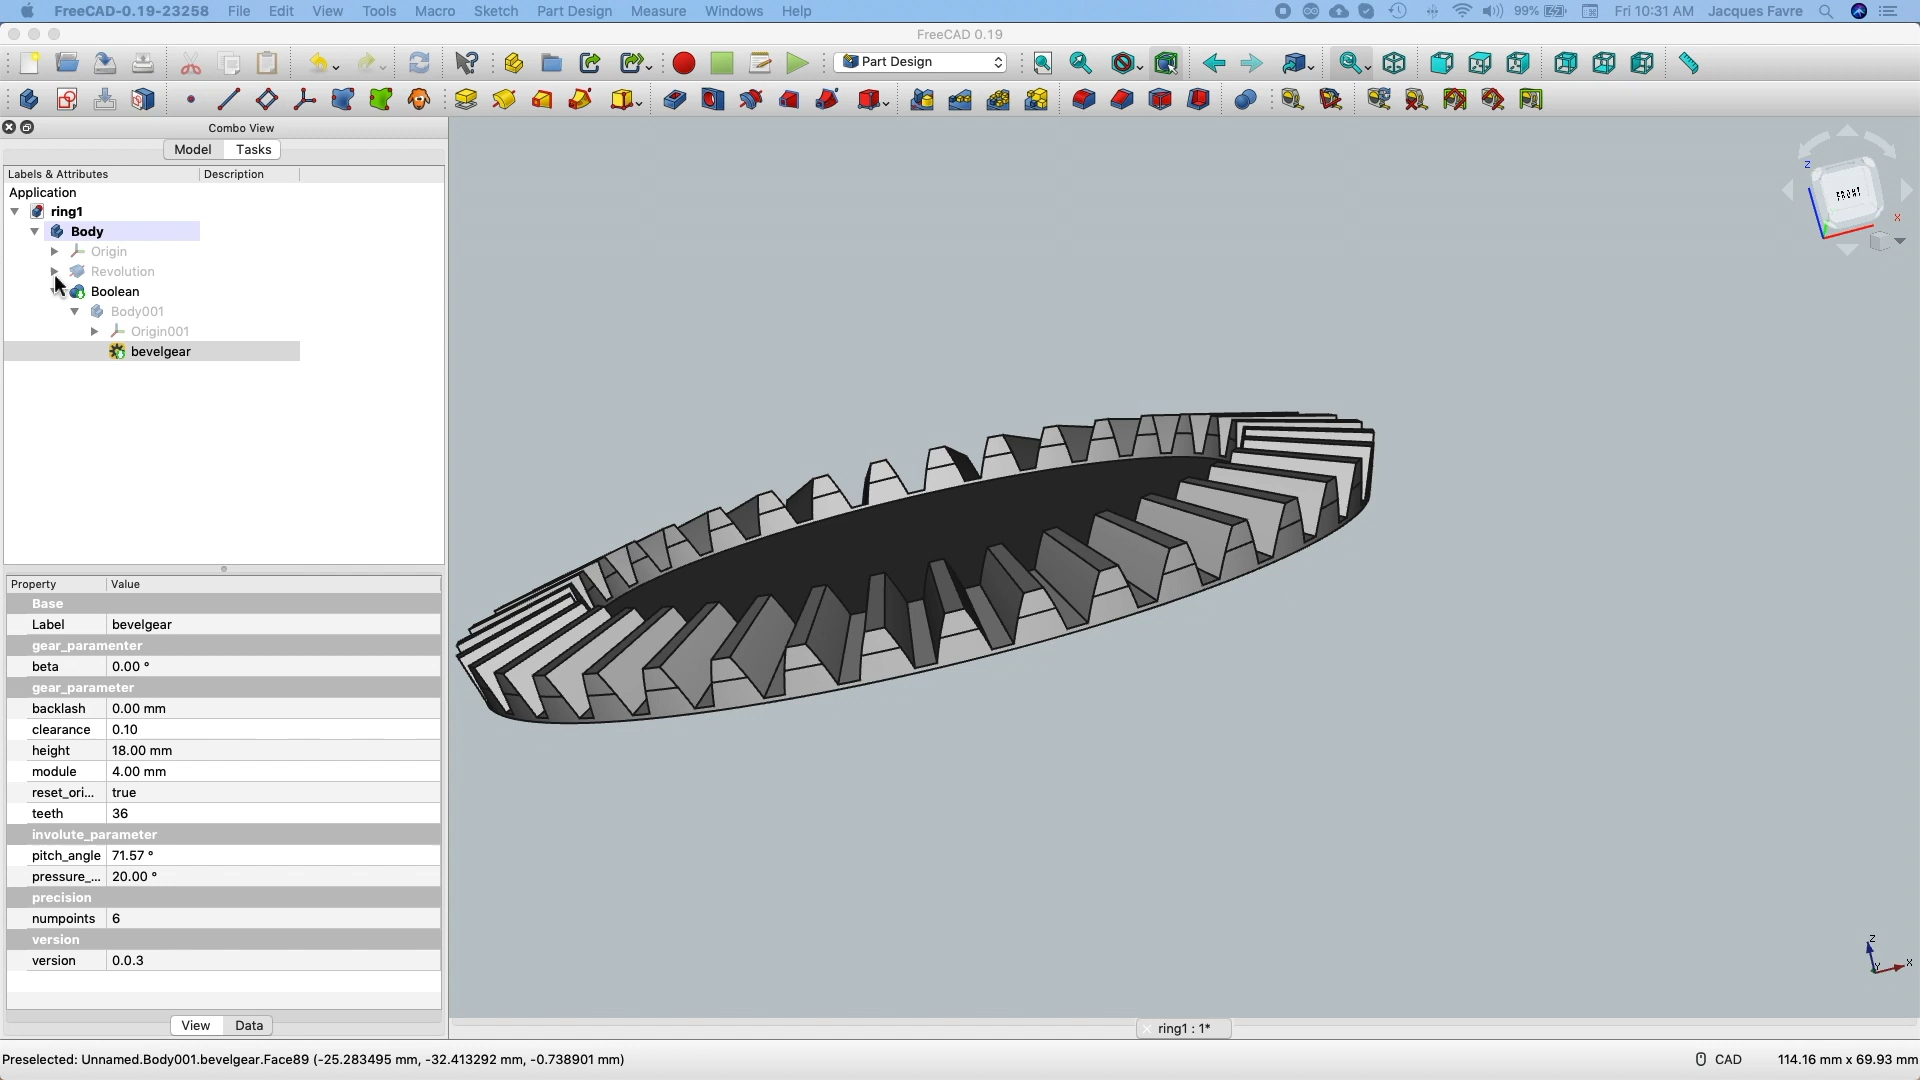 FreeCAD-0.19-23258 File Edit View Tools Macro Sketch Part Design Measure Windows Help 99% Fri 10:31 AM Jacques Favre
FreeCAD 0.19
Part Design
Combo View
Model Tasks
Labels & Attributes Description
Application
ring1
Body
Origin
Revolution
Boolean
Body001
Origin001
bevelgear
Z
FRONT
X
Property Value
Base
Label bevelgear
gear_paramenter
beta 0.00 °
gear_parameter
backlash 0.00 mm
clearance 0.10
height 18.00 mm
module 4.00 mm
reset_ori... true
teeth 36
involute_parameter
pitch_angle 71.57 °
pressure_... 20.00 °
precision
numpoints 6
version
version 0.0.3
Z
Y
X
View Data
ring1 : 1*
Preselected: Unnamed.Body001.bevelgear.Face89 (-25.283495 mm, -32.413292 mm, -0.738901 mm)
CAD 114.16 mm x 69.93 mm